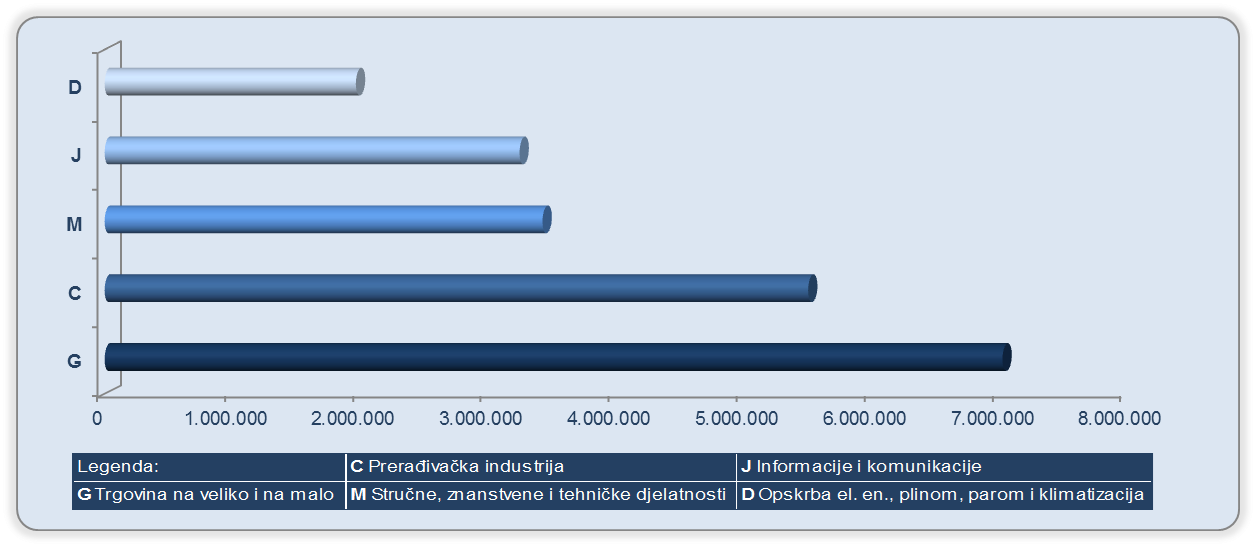 D
J
M
C
G
0 1.000.000 2.000.000 3.000.000 4.000.000 5.000.000 6.000.000 7.000.000 8.000.000
Legenda: C Prerađivačka industrija J Informacije i komunikacije
G Trgovina na veliko i na malo M Stručne, znanstvene i tehničke djelatnosti D Opskrba el. en., plinom, parom i klimatizacija